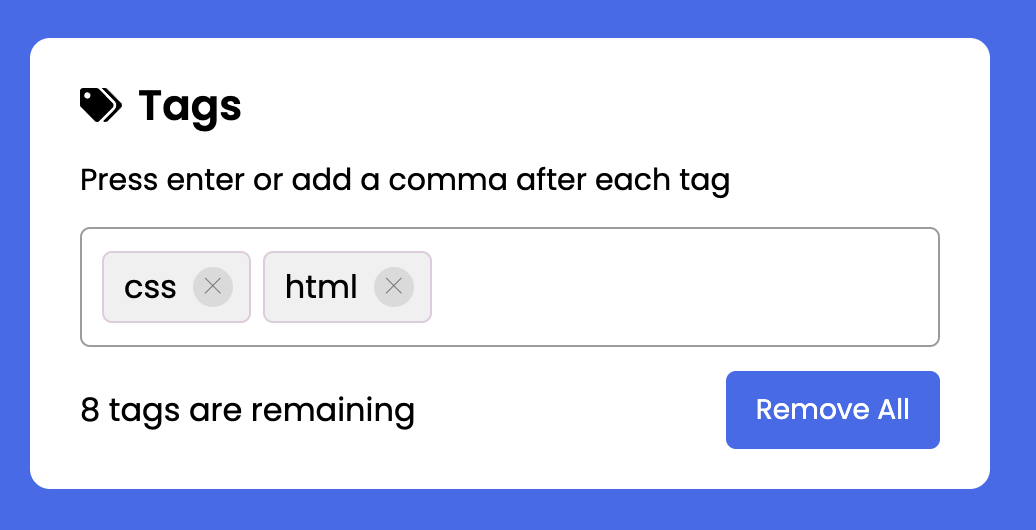 Tags
Press enter or add a comma after each tag
css html
8 tags are remaining Remove All